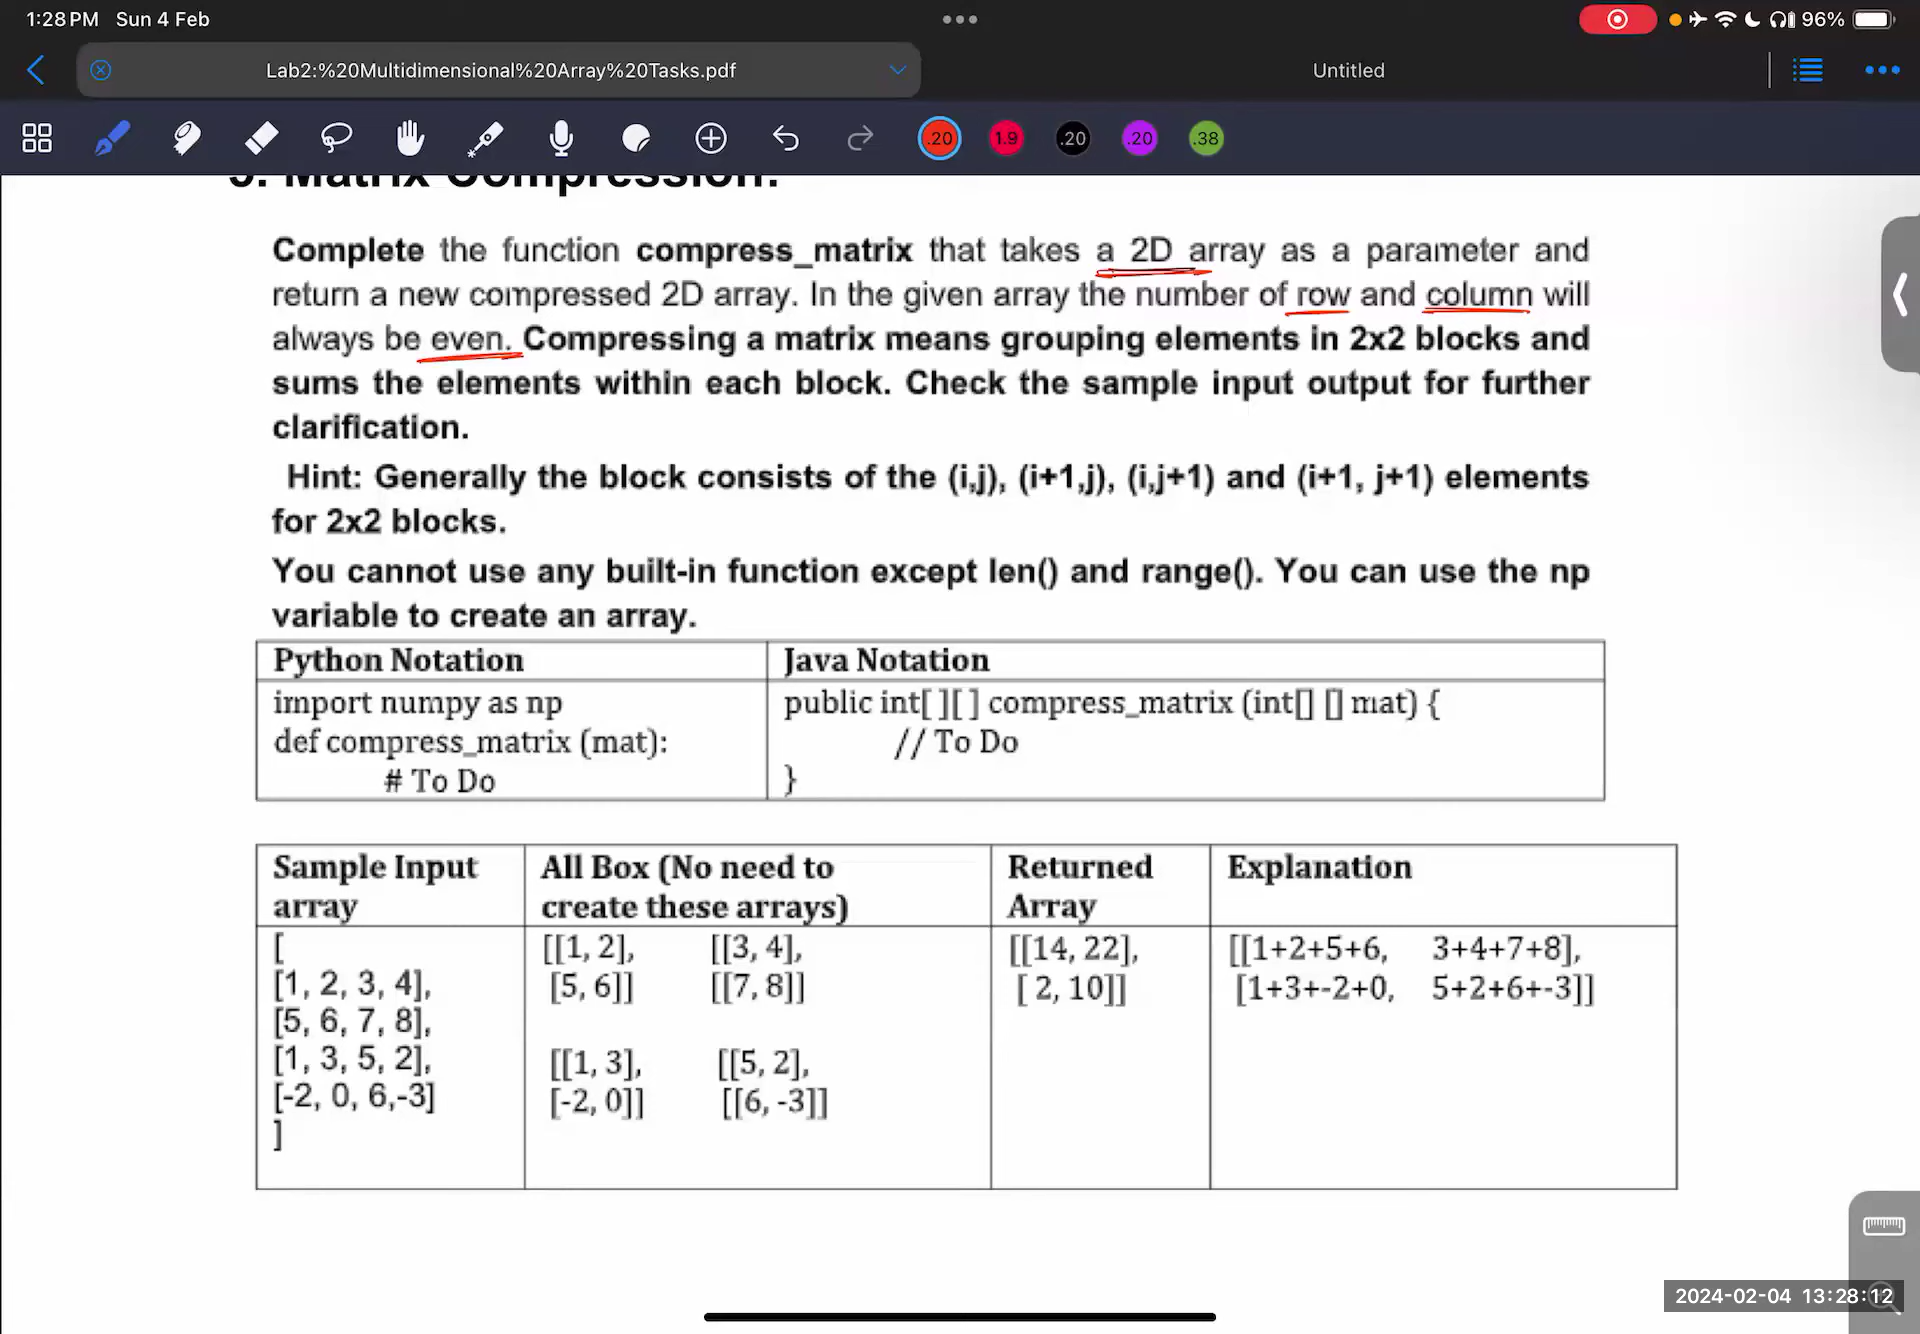 1:28 PM Sun 4 Feb
96%
Lab2:%20Multidimensional%20Array%20Tasks.pdf
Untitled
.20 1.9 .20 .20 .38
Matrix Compression:
Complete the function compress_matrix that takes a 2D array as a parameter and
return a new compressed 2D array. In the given array the number of row and column will
always be even. Compressing a matrix means grouping elements in 2x2 blocks and
sums the elements within each block. Check the sample input output for further
clarification.
Hint: Generally the block consists of the (i,j), (i+1,j), (i,j+1) and (i+1, j+1) elements
for 2x2 blocks.
You cannot use any built-in function except len() and range(). You can use the np
variable to create an array.
Python Notation
Java Notation
import numpy as np
def compress_matrix (mat):
# To Do
public int[ ][ ] compress_matrix (int[] [] mat) {
// To Do
}
Sample Input
array
All Box (No need to
create these arrays)
Returned
Array
Explanation
[
[1, 2, 3, 4],
[5, 6, 7, 8],
[1, 3, 5, 2],
[-2, 0, 6,-3]
]
[[1, 2], [[3, 4],
[5, 6]] [[7, 8]]
[[1, 3], [[5, 2],
[-2, 0]] [[6, -3]]
[[14, 22],
[ 2, 10]]
[[1+2+5+6, 3+4+7+8],
[1+3+-2+0, 5+2+6+-3]]
2024-02-04 13:28:12